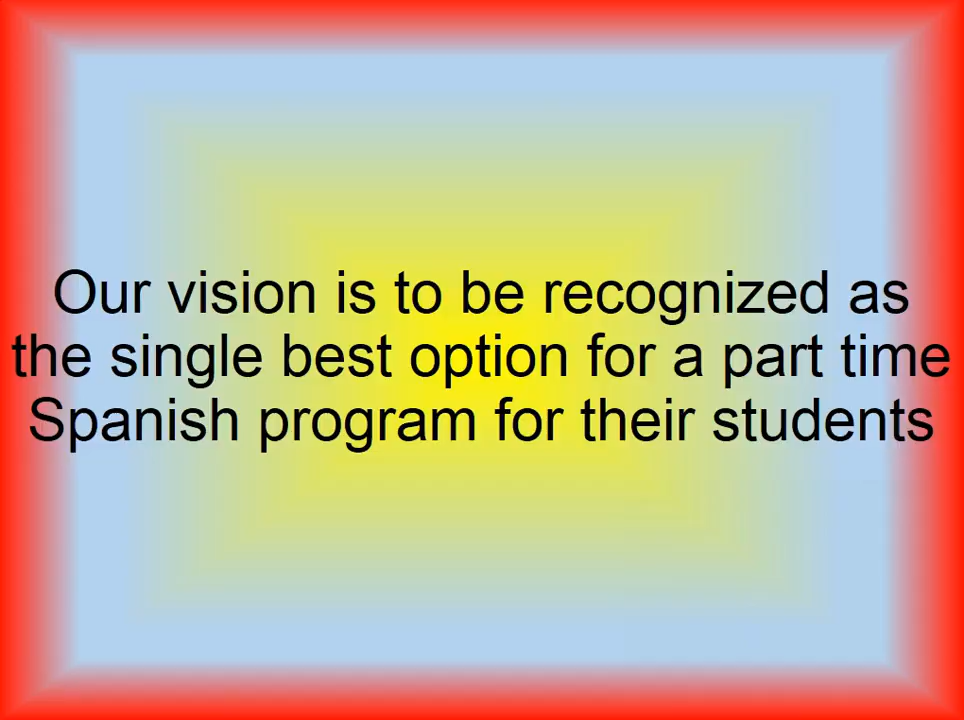 Our vision is to be recognized as
the single best option for a part time
Spanish program for their students